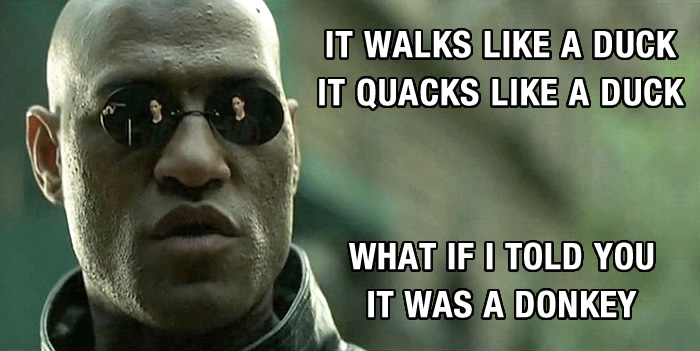 IT WALKS LIKE A DUCK
IT QUACKS LIKE A DUCK
WHAT IF I TOLD YOU
IT WAS A DONKEY